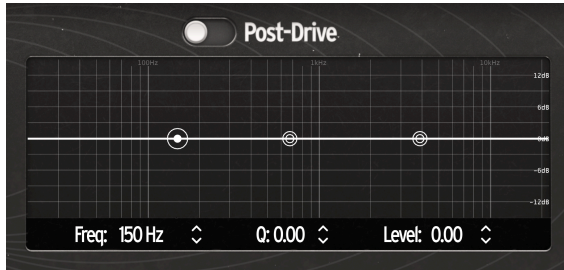 Post-Drive
100Hz 1kHz 10kHz
12dB
6dB
0dB
-6dB
-12dB
Freq: 150 Hz Q: 0.00 Level: 0.00